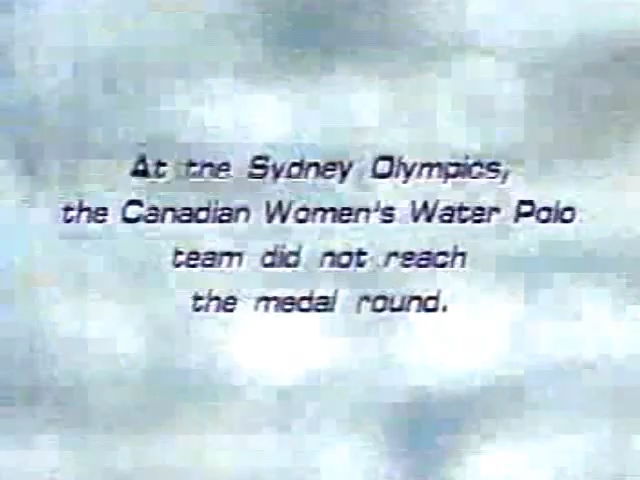 At the Sydney Olympics,
the Canadian Women's Water Polo
team did not reach
the medal round.